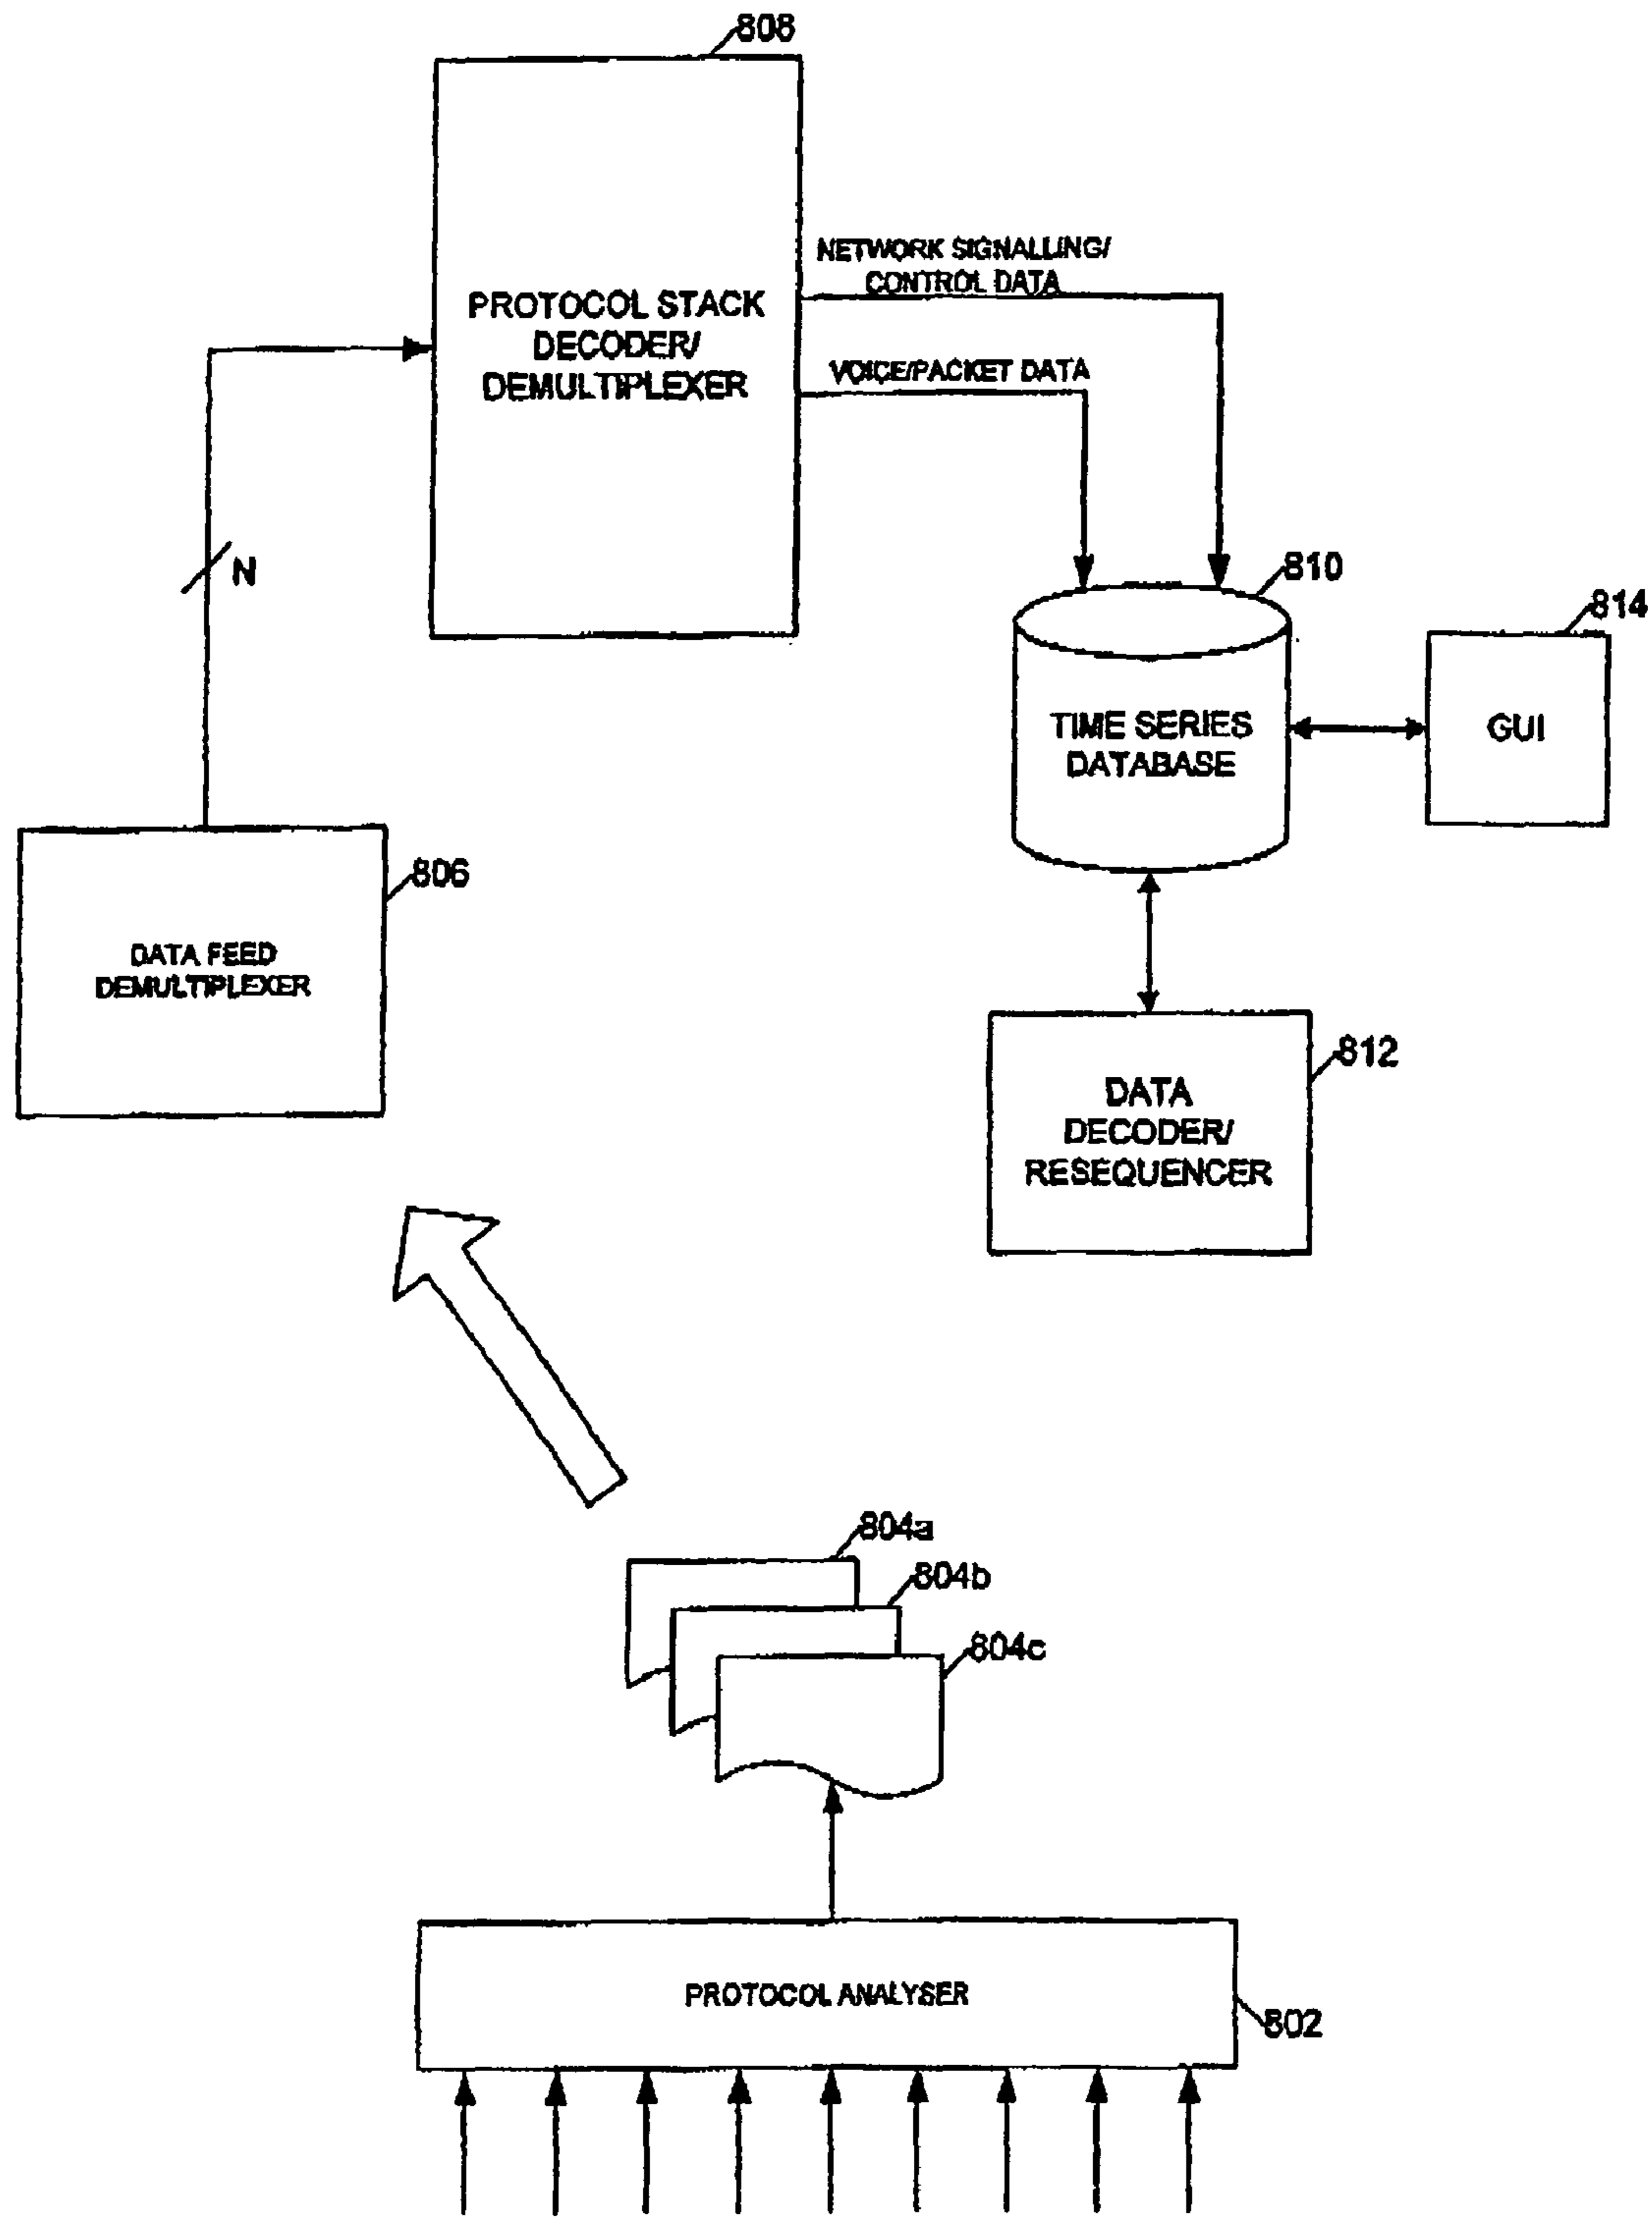 808
NETWORK SIGNALLING/
CONTROL DATA
PROTOCOL STACK
DECODER/
DEMULTIPLEXER
VOICE/PACKET DATA
N
810
814
TIME SERIES
DATABASE
GUI
806
DATA FEED
DEMULTIPLEXER
812
DATA
DECODER/
RESEQUENCER
804a
804b
804c
PROTOCOL ANALYSER
802